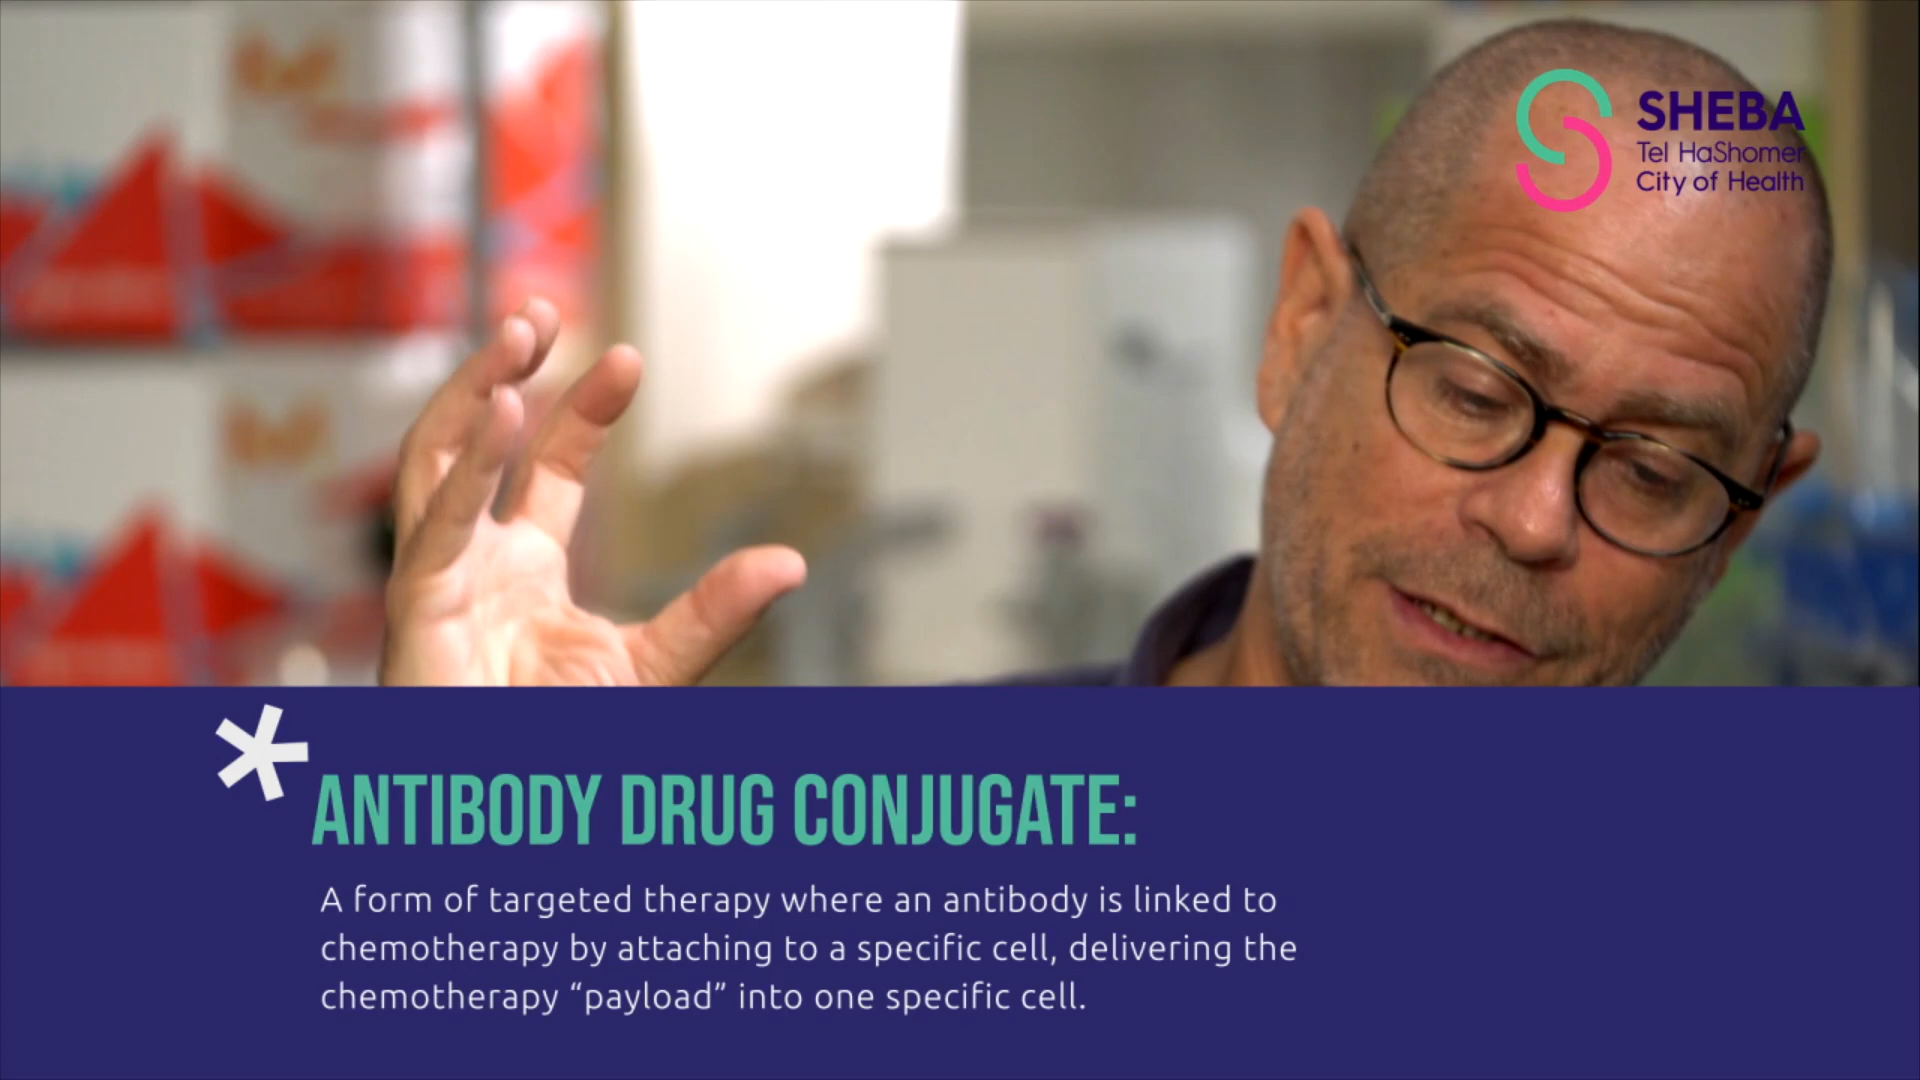 SHEBA
Tel HaShomer
City of Health
*ANTIBODY DRUG CONJUGATE:
A form of targeted therapy where an antibody is linked to
chemotherapy by attaching to a specific cell, delivering the
chemotherapy “payload” into one specific cell.